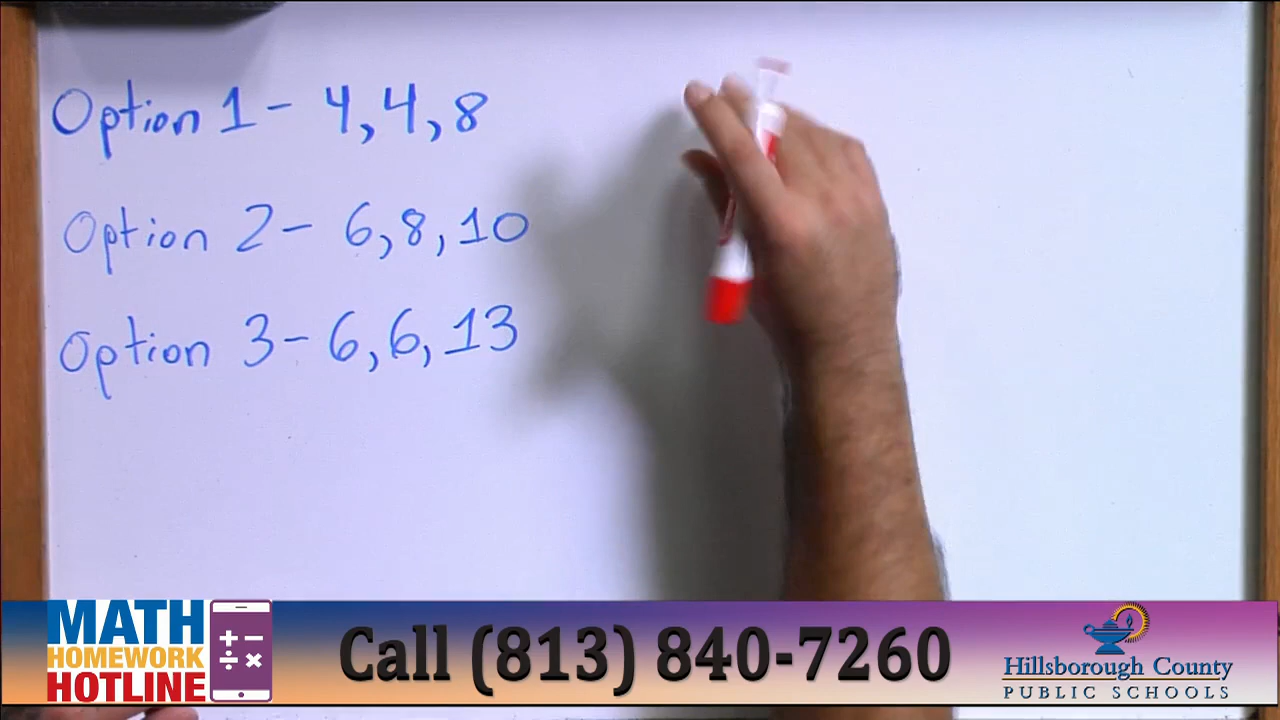 Option 1 - 4, 4, 8
Option 2 - 6, 8, 10
Option 3 - 6, 6, 13
MATH
HOMEWORK
HOTLINE
Call (813) 840-7260
Hillsborough County
PUBLIC SCHOOLS